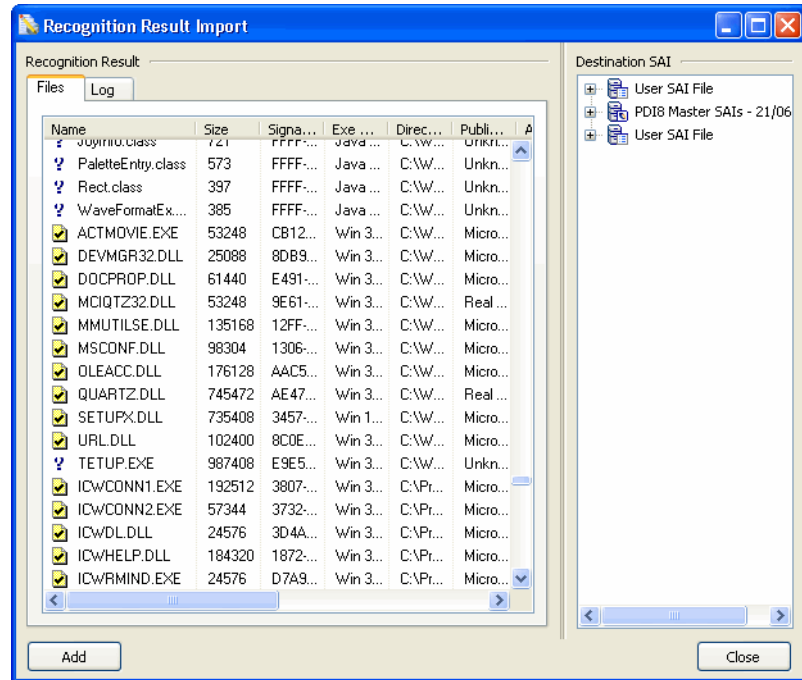 Recognition Result Import
Recognition Result
Files Log
Name Size Signa... Exe ... Direc... Publi... A
JoyInfo.class 721 FFFF-... Java ... C:\W... Unkn...
PaletteEntry.class 573 FFFF-... Java ... C:\W... Unkn...
Rect.class 397 FFFF-... Java ... C:\W... Unkn...
WaveFormatEx.... 385 FFFF-... Java ... C:\W... Unkn...
ACTMOVIE.EXE 53248 CB12... Win 3... C:\W... Micro...
DEVMGR32.DLL 25088 8DB9... Win 3... C:\W... Micro...
DOCPROP.DLL 61440 E491-... Win 3... C:\W... Micro...
MCIQTZ32.DLL 53248 9E61-... Win 3... C:\W... Real ...
MMUTILSE.DLL 135168 12FF-... Win 3... C:\W... Micro...
MSCONF.DLL 98304 1306-... Win 3... C:\W... Micro...
OLEACC.DLL 176128 AAC5... Win 3... C:\W... Micro...
QUARTZ.DLL 745472 AE47... Win 3... C:\W... Real ...
SETUPX.DLL 735408 3457-... Win 1... C:\W... Micro...
URL.DLL 102400 8C0E... Win 3... C:\W... Micro...
TETUP.EXE 987408 E9E5... Win 3... C:\W... Unkn...
ICWCONN1.EXE 192512 3807-... Win 3... C:\Pr... Micro...
ICWCONN2.EXE 57344 3732-... Win 3... C:\Pr... Micro...
ICWDL.DLL 24576 3D4A... Win 3... C:\Pr... Micro...
ICWHELP.DLL 184320 1872-... Win 3... C:\Pr... Micro...
ICWRMIND.EXE 24576 D7A9... Win 3... C:\Pr... Micro...
Destination SAI
User SAI File
PDI8 Master SAIs - 21/06
User SAI File
Add
Close